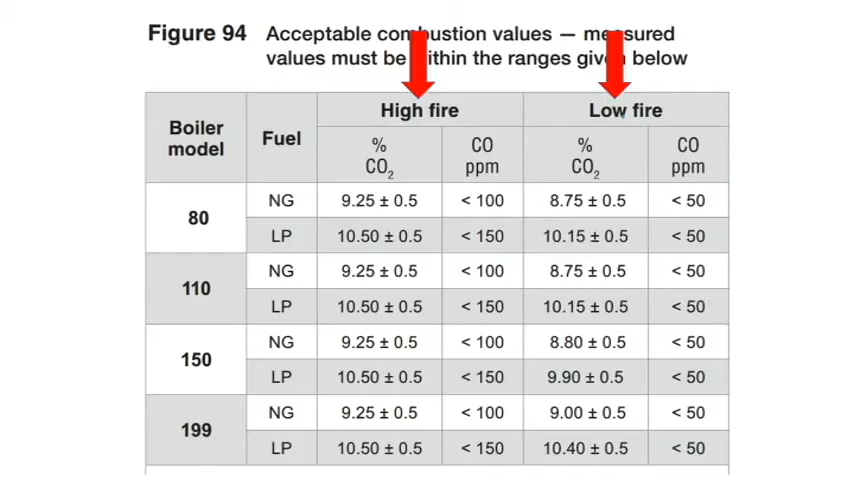 Figure 94 Acceptable combustion values — measured
values must be within the ranges given below
Boiler model Fuel High fire Low fire
% CO₂ CO ppm % CO₂ CO ppm
80 NG 9.25 ± 0.5 < 100 8.75 ± 0.5 < 50
LP 10.50 ± 0.5 < 150 10.15 ± 0.5 < 50
110 NG 9.25 ± 0.5 < 100 8.75 ± 0.5 < 50
LP 10.50 ± 0.5 < 150 10.15 ± 0.5 < 50
150 NG 9.25 ± 0.5 < 100 8.80 ± 0.5 < 50
LP 10.50 ± 0.5 < 150 9.90 ± 0.5 < 50
199 NG 9.25 ± 0.5 < 100 9.00 ± 0.5 < 50
LP 10.50 ± 0.5 < 150 10.40 ± 0.5 < 50